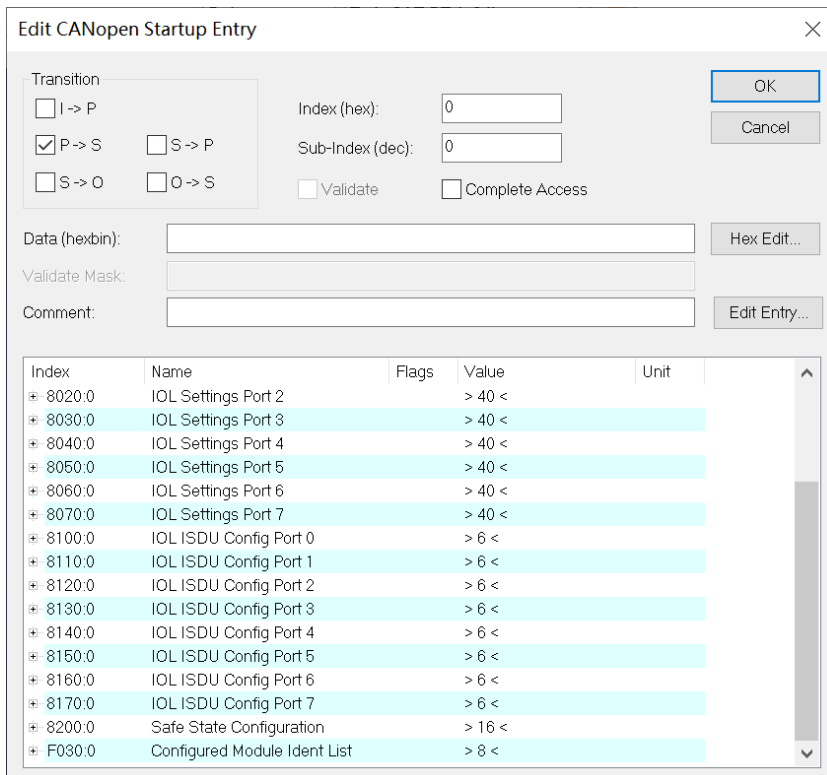 Edit CANopen Startup Entry
Transition
I -> P
P -> S
S -> P
S -> O
O -> S
Index (hex): 0
Sub-Index (dec): 0
Validate
Complete Access
OK
Cancel
Data (hexbin):
Hex Edit...
Validate Mask:
Comment:
Edit Entry...
Index Name Flags Value Unit
8020:0 IOL Settings Port 2 > 40 <
8030:0 IOL Settings Port 3 > 40 <
8040:0 IOL Settings Port 4 > 40 <
8050:0 IOL Settings Port 5 > 40 <
8060:0 IOL Settings Port 6 > 40 <
8070:0 IOL Settings Port 7 > 40 <
8100:0 IOL ISDU Config Port 0 > 6 <
8110:0 IOL ISDU Config Port 1 > 6 <
8120:0 IOL ISDU Config Port 2 > 6 <
8130:0 IOL ISDU Config Port 3 > 6 <
8140:0 IOL ISDU Config Port 4 > 6 <
8150:0 IOL ISDU Config Port 5 > 6 <
8160:0 IOL ISDU Config Port 6 > 6 <
8170:0 IOL ISDU Config Port 7 > 6 <
8200:0 Safe State Configuration > 16 <
F030:0 Configured Module Ident List > 8 <